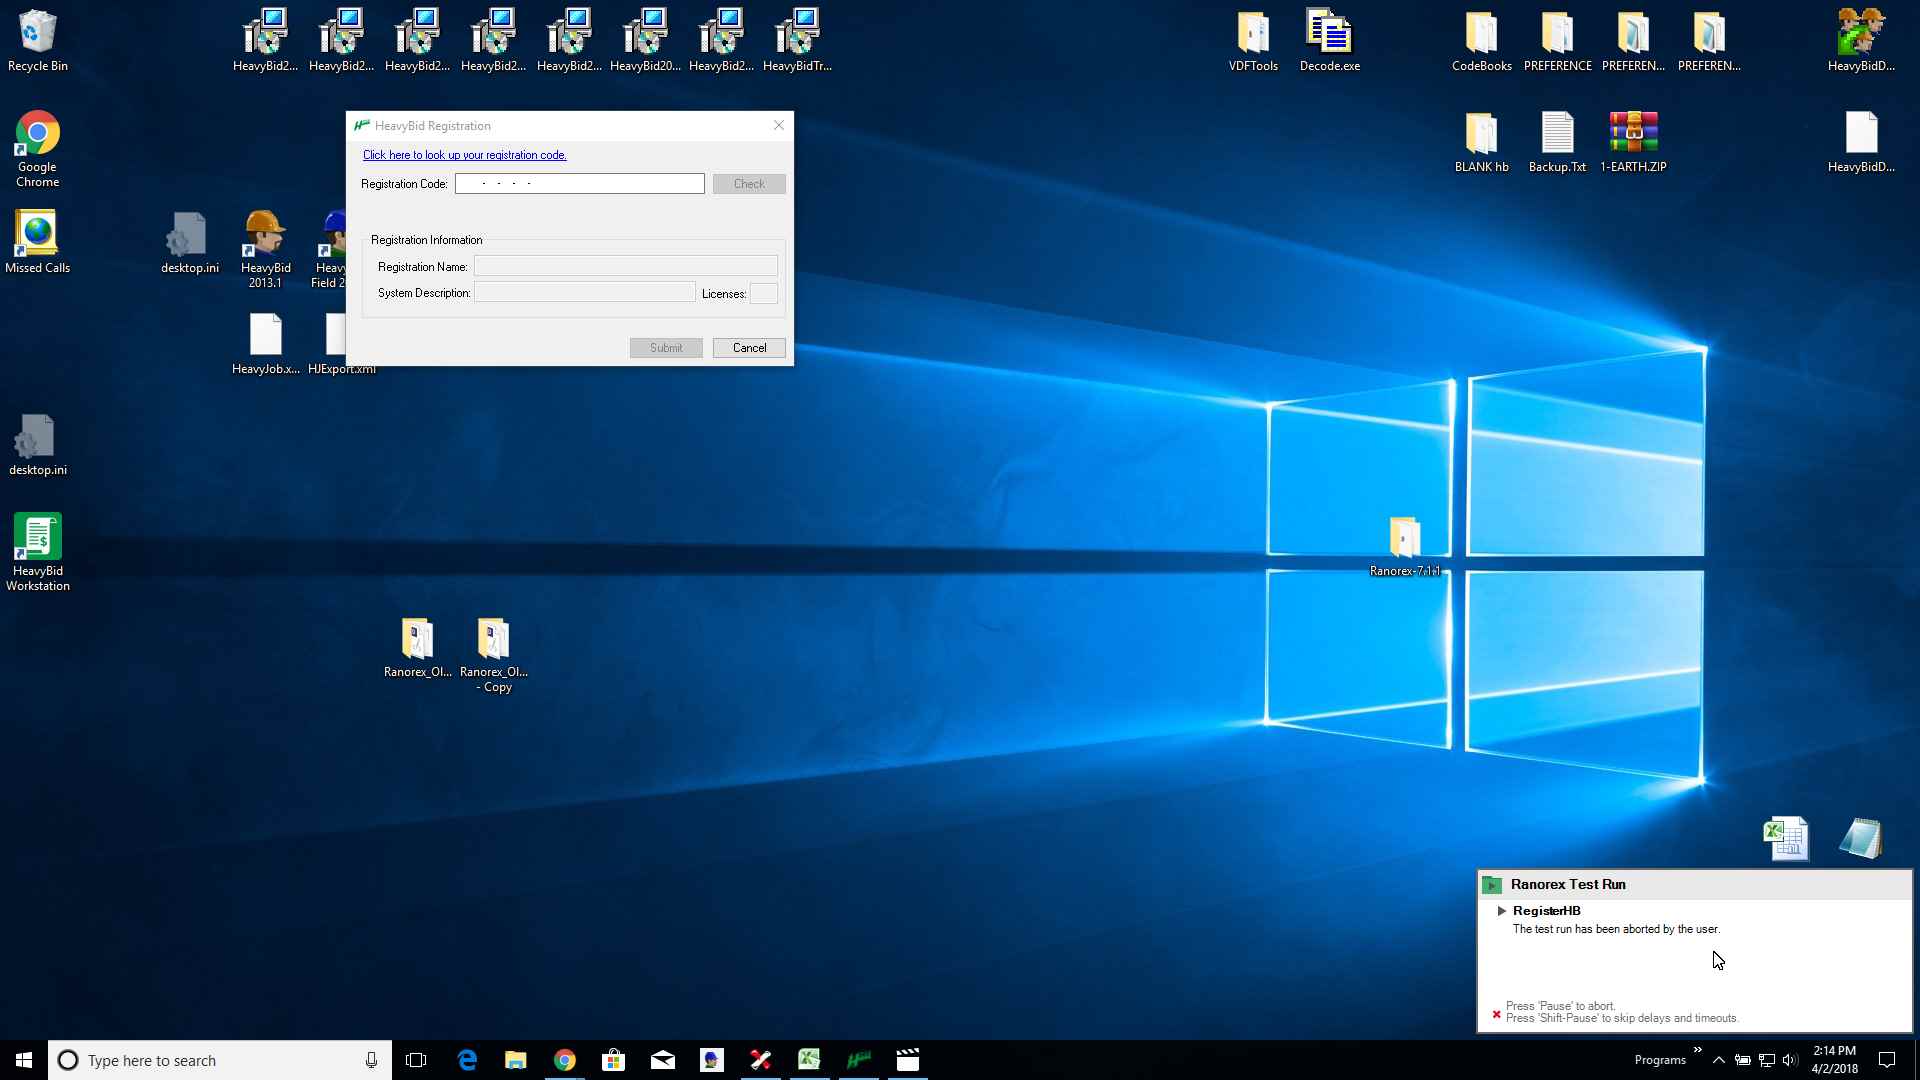 Recycle Bin
HeavyBid2...
HeavyBid2...
HeavyBid2...
HeavyBid2...
HeavyBid2...
HeavyBid20...
HeavyBid2...
HeavyBidTr...
VDFTools
Decode.exe
CodeBooks
PREFERENCE
PREFEREN...
PREFEREN...
HeavyBidD...
Google
Chrome
HeavyBid Registration
Click here to look up your registration code.
Registration Code:
- - - -
Check
Registration Information
Registration Name:
System Description:
Licenses:
Submit
Cancel
BLANK hb
Backup.Txt
1-EARTH.ZIP
HeavyBidD...
Missed Calls
desktop.ini
HeavyBid
2013.1
Heavy
Field 2
HeavyJob.x...
HJExport.xml
desktop.ini
HeavyBid
Workstation
Ranorex-7.1.1
Ranorex_Ol...
Ranorex_Ol...
- Copy
Ranorex Test Run
RegisterHB
The test run has been aborted by the user.
Press 'Pause' to abort.
Press 'Shift-Pause' to skip delays and timeouts.
Type here to search
Programs
2:14 PM
4/2/2018